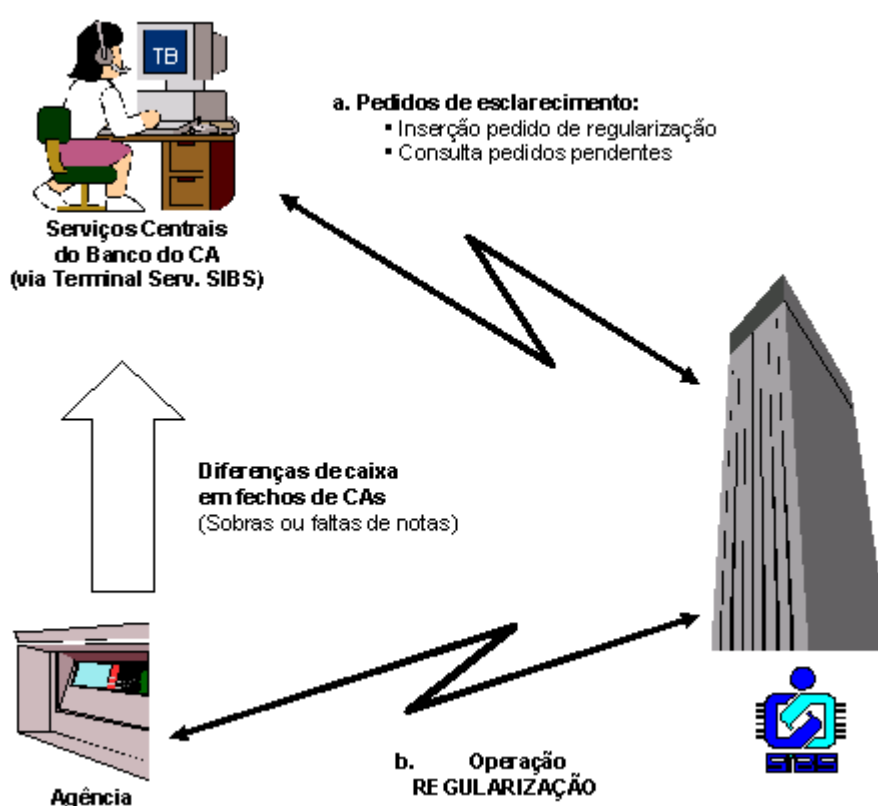 TB
a. Pedidos de esclarecimento:
▪ Inserção pedido de regularização
▪ Consulta pedidos pendentes
Serviços Centrais
do Banco do CA
(via Terminal Serv. SIBS)
Diferenças de caixa
em fechos de CAs
(Sobras ou faltas de notas)
Agência
b. Operação
REGULARIZAÇÃO
SIBS